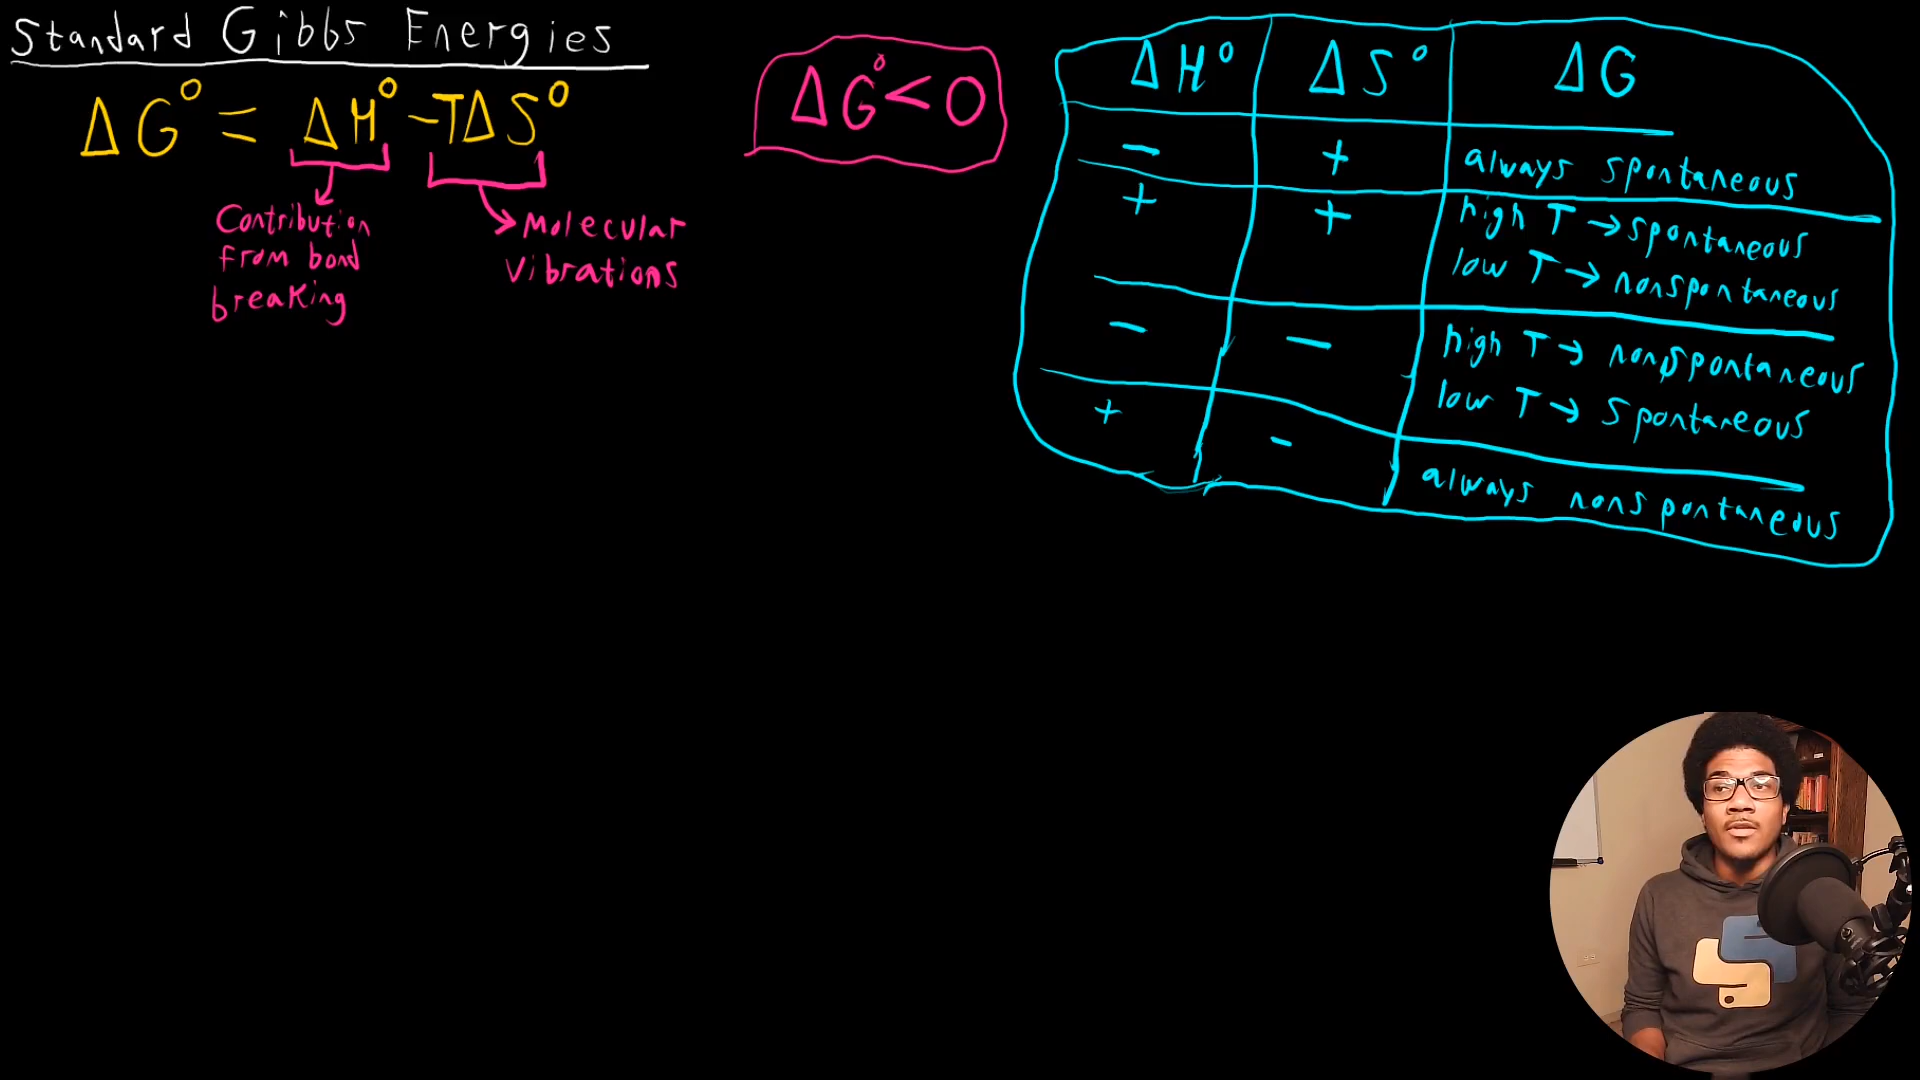 Standard Gibbs Energies
ΔG° = ΔH° -TΔS°
Contribution
from bond
breaking
Molecular
vibrations
ΔG° < 0
ΔH° ΔS° ΔG
- + always spontaneous
+ + high T → spontaneous
low T → nonspontaneous
- - high T → nonspontaneous
low T → spontaneous
+ - always nonspontaneous